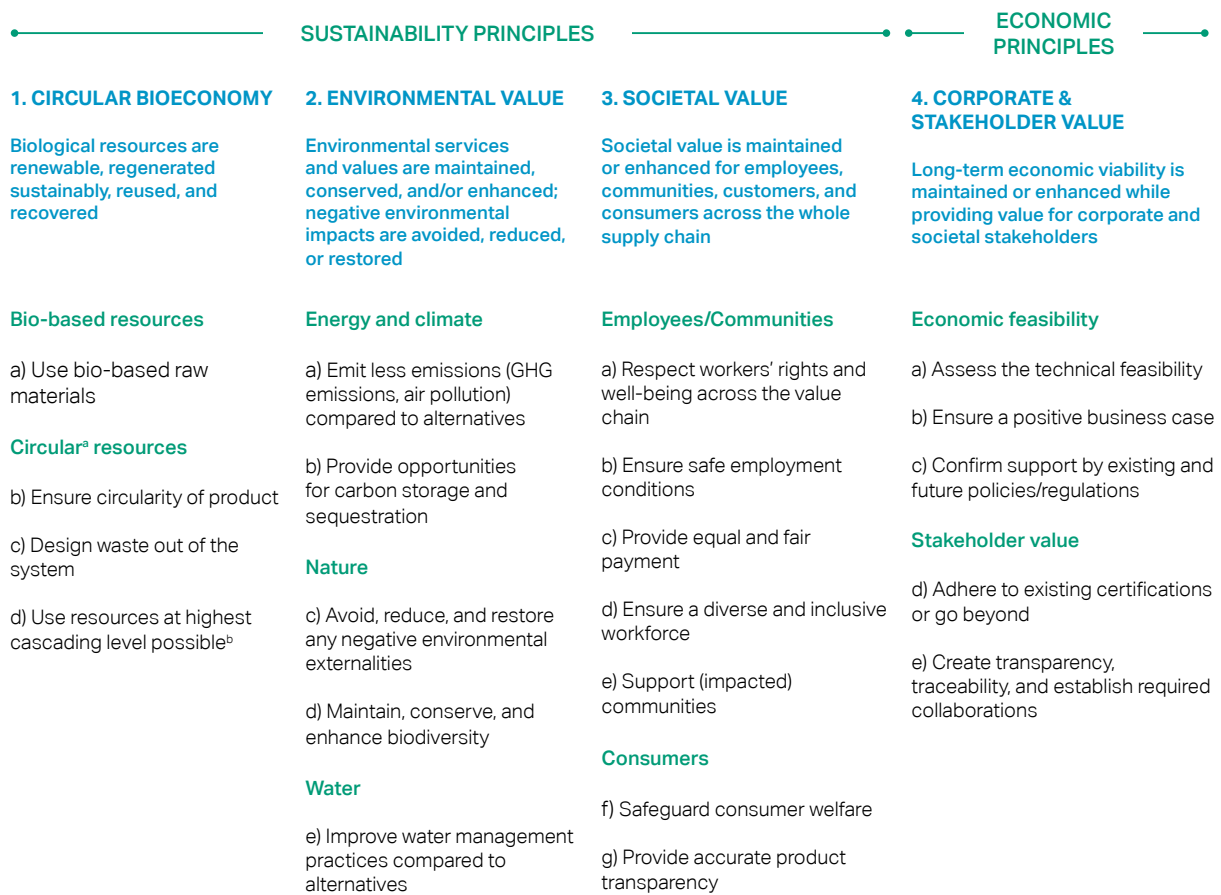 SUSTAINABILITY PRINCIPLES
ECONOMIC
PRINCIPLES
1. CIRCULAR BIOECONOMY
Biological resources are
renewable, regenerated
sustainably, reused, and
recovered
Bio-based resources
a) Use bio-based raw
materials
Circularᵃ resources
b) Ensure circularity of product
c) Design waste out of the
system
d) Use resources at highest
cascading level possibleᵇ
2. ENVIRONMENTAL VALUE
Environmental services
and values are maintained,
conserved, and/or enhanced;
negative environmental
impacts are avoided, reduced,
or restored
Energy and climate
a) Emit less emissions (GHG
emissions, air pollution)
compared to alternatives
b) Provide opportunities
for carbon storage and
sequestration
Nature
c) Avoid, reduce, and restore
any negative environmental
externalities
d) Maintain, conserve, and
enhance biodiversity
Water
e) Improve water management
practices compared to
alternatives
3. SOCIETAL VALUE
Societal value is maintained
or enhanced for employees,
communities, customers, and
consumers across the whole
supply chain
Employees/Communities
a) Respect workers’ rights and
well-being across the value
chain
b) Ensure safe employment
conditions
c) Provide equal and fair
payment
d) Ensure a diverse and inclusive
workforce
e) Support (impacted)
communities
Consumers
f) Safeguard consumer welfare
g) Provide accurate product
transparency
4. CORPORATE &
STAKEHOLDER VALUE
Long-term economic viability is
maintained or enhanced while
providing value for corporate and
societal stakeholders
Economic feasibility
a) Assess the technical feasibility
b) Ensure a positive business case
c) Confirm support by existing and
future policies/regulations
Stakeholder value
d) Adhere to existing certifications
or go beyond
e) Create transparency,
traceability, and establish required
collaborations